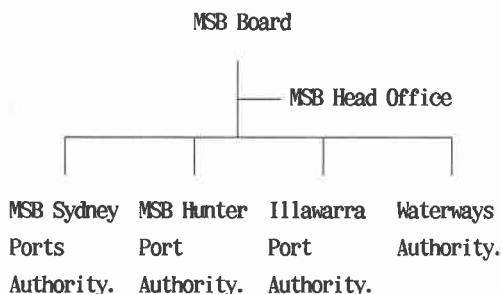 MSB Board
MSB Head Office
MSB Sydney Ports Authority.
MSB Hunter Port Authority.
Illawarra Port Authority.
Waterways Authority.